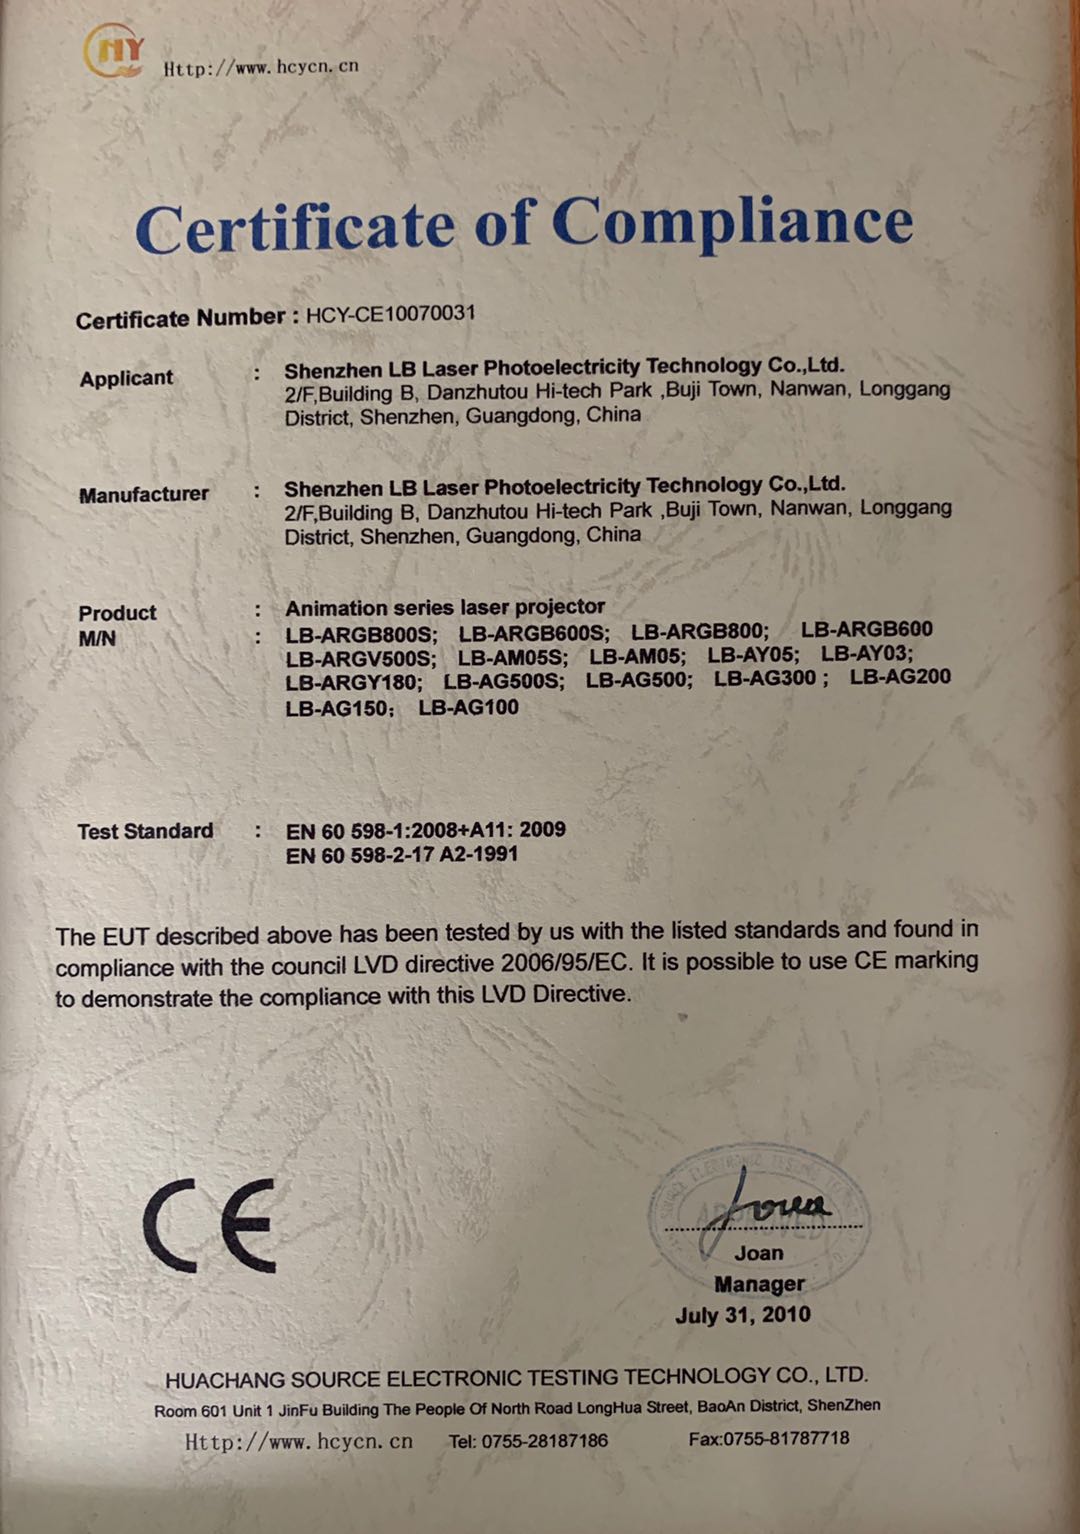 HY
Http://www.hcycn.cn
Certificate of Compliance
Certificate Number : HCY-CE10070031
Applicant : Shenzhen LB Laser Photoelectricity Technology Co.,Ltd.
2/F,Building B, Danzhutou Hi-tech Park ,Buji Town, Nanwan, Longgang
District, Shenzhen, Guangdong, China
Manufacturer : Shenzhen LB Laser Photoelectricity Technology Co.,Ltd.
2/F,Building B, Danzhutou Hi-tech Park ,Buji Town, Nanwan, Longgang
District, Shenzhen, Guangdong, China
Product : Animation series laser projector
M/N : LB-ARGB800S; LB-ARGB600S; LB-ARGB800; LB-ARGB600
LB-ARGV500S; LB-AM05S; LB-AM05; LB-AY05; LB-AY03;
LB-ARGY180; LB-AG500S; LB-AG500; LB-AG300 ; LB-AG200
LB-AG150; LB-AG100
Test Standard : EN 60 598-1:2008+A11: 2009
EN 60 598-2-17 A2-1991
The EUT described above has been tested by us with the listed standards and found in
compliance with the council LVD directive 2006/95/EC. It is possible to use CE marking
to demonstrate the compliance with this LVD Directive.
CE
APPROVED
Joan
Manager
July 31, 2010
HUACHANG SOURCE ELECTRONIC TESTING TECHNOLOGY CO., LTD.
Room 601 Unit 1 JinFu Building The People Of North Road LongHua Street, BaoAn District, ShenZhen
Http://www.hcycn.cn Tel: 0755-28187186 Fax:0755-81787718